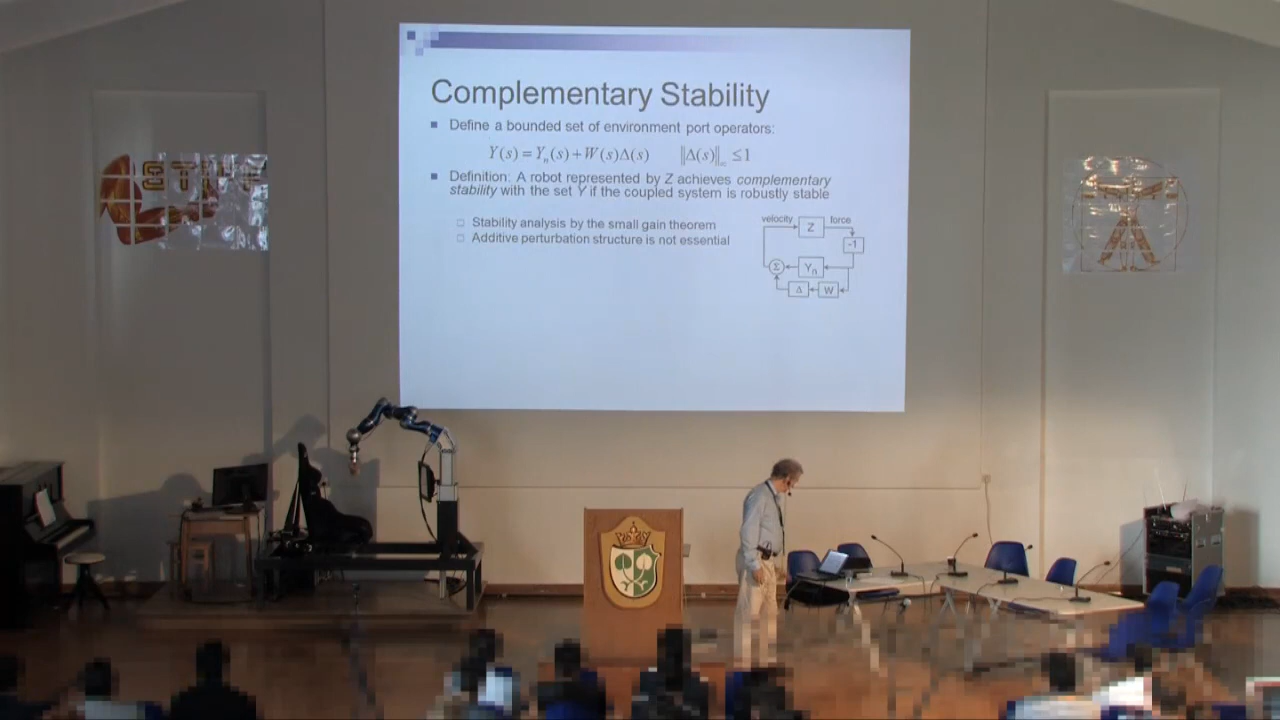 Complementary Stability
Define a bounded set of environment port operators:
Y(s) = Yₙ(s) + W(s)Δ(s)    ‖Δ(s)‖∞ ≤ 1
Definition: A robot represented by Z achieves complementary
stability with the set Y if the coupled system is robustly stable
Stability analysis by the small gain theorem
Additive perturbation structure is not essential
velocity
Z
force
-1
Σ
Yₙ
Δ
W
STIFF